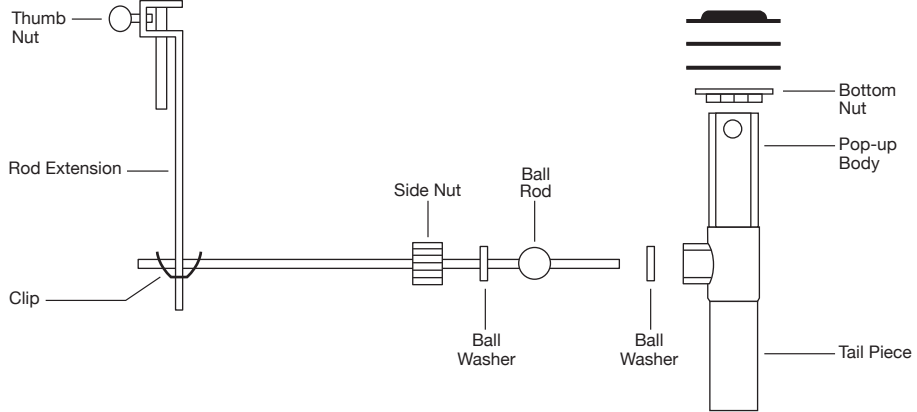 Thumb
Nut
Bottom
Nut
Pop-up
Body
Rod Extension
Ball
Rod
Side Nut
Clip
Ball
Washer
Ball
Washer
Tail Piece